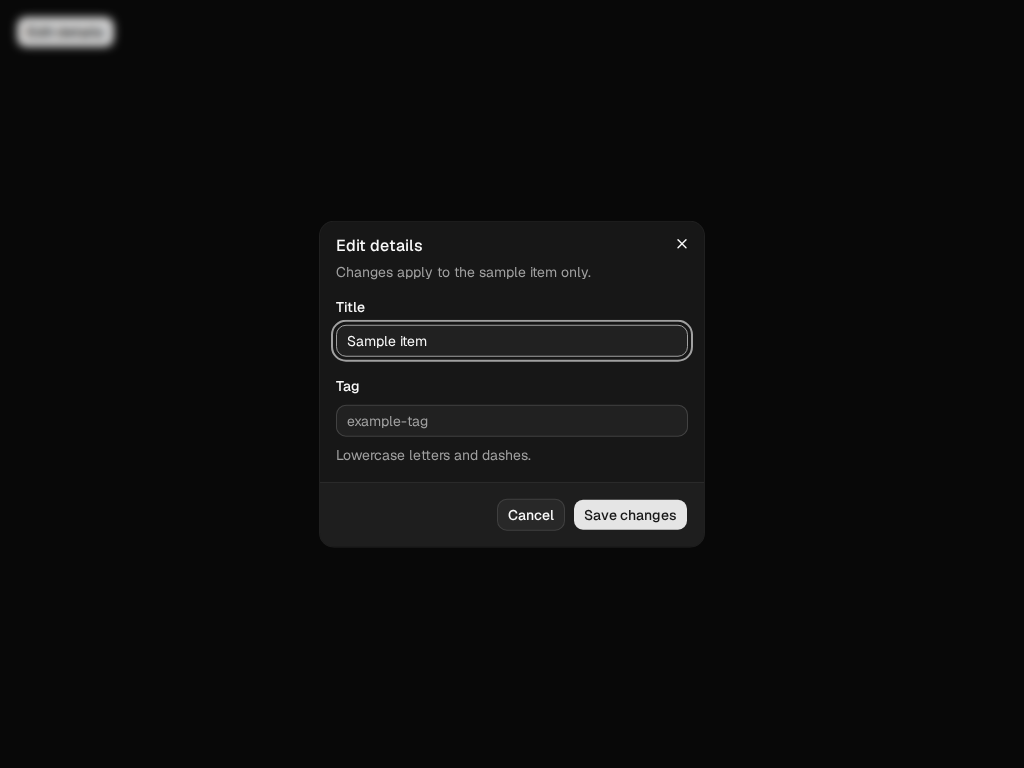 Edit details
Changes apply to the sample item only.
Title
Sample item
Tag
example-tag
Lowercase letters and dashes.
Cancel
Save changes